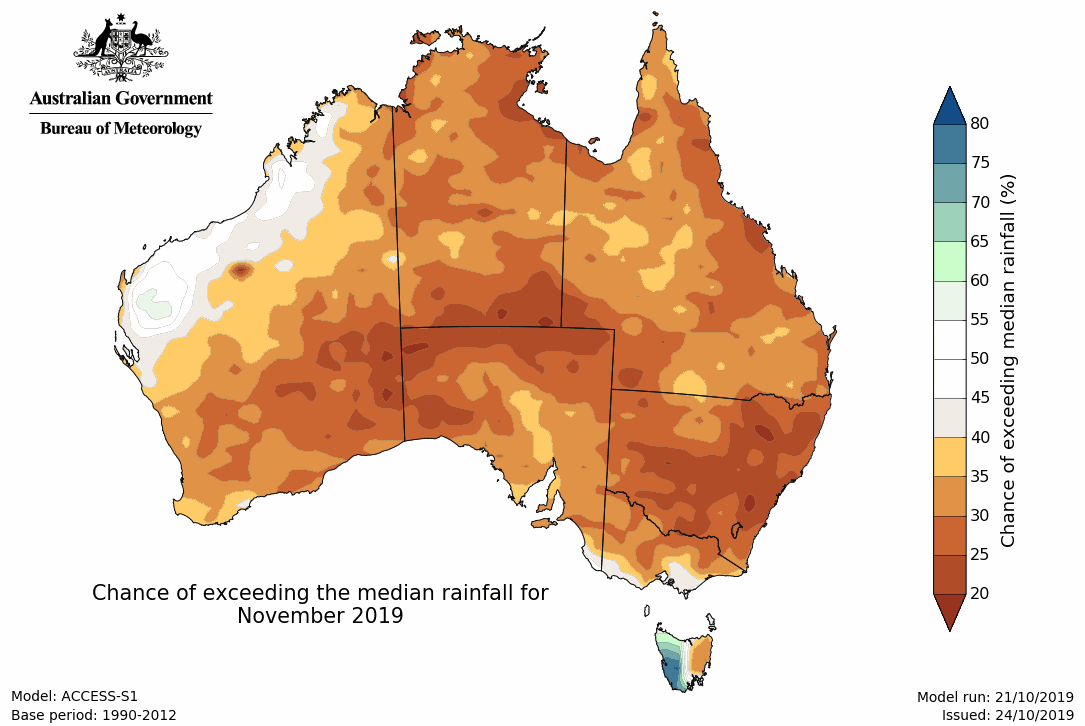 Australian Government
Bureau of Meteorology
80
75
70
65
60
55
50
45
40
35
30
25
20
Chance of exceeding median rainfall (%)
Chance of exceeding the median rainfall for
November 2019
Model: ACCESS-S1
Base period: 1990-2012
Model run: 21/10/2019
Issued: 24/10/2019